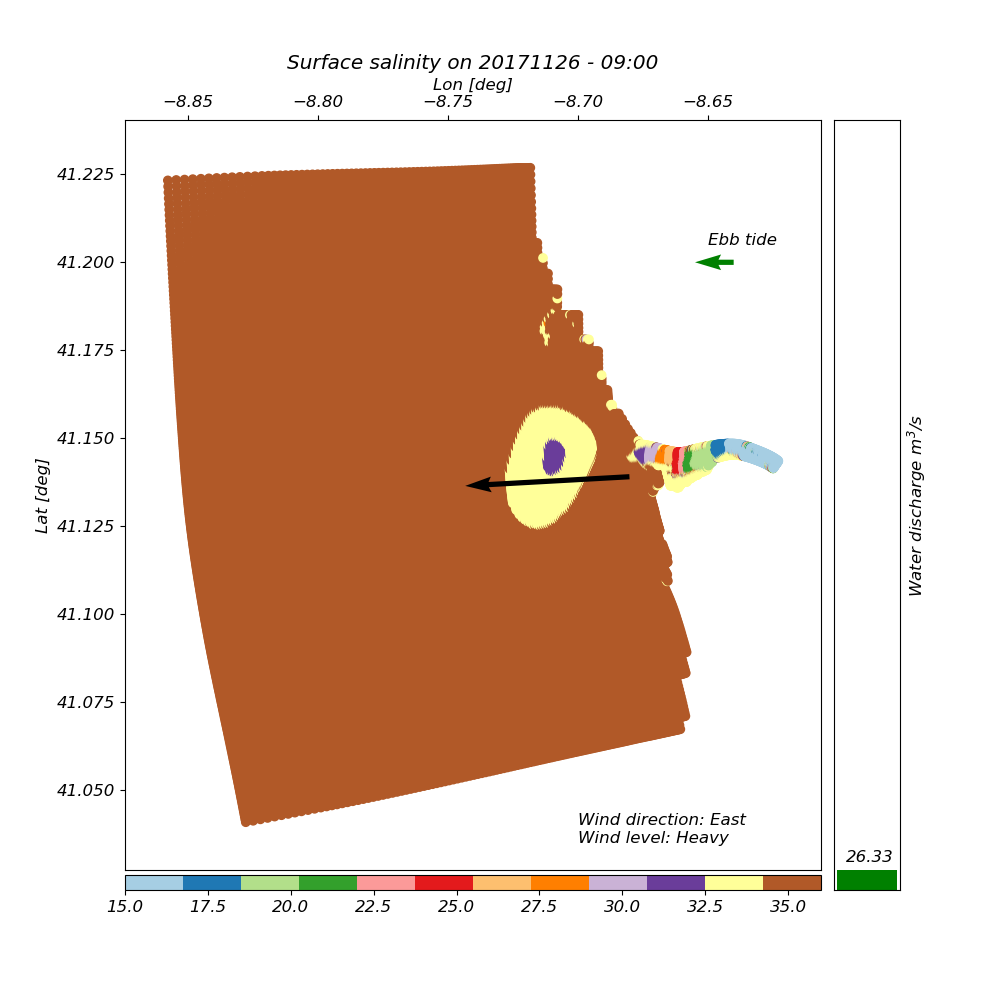 Surface salinity on 20171126 - 09:00
Lon [deg]
−8.85 −8.80 −8.75 −8.70 −8.65
41.225
41.200
41.175
41.150
41.125
41.100
41.075
41.050
Lat [deg]
Ebb tide
Wind direction: East
Wind level: Heavy
Water discharge m³/s
26.33
15.0 17.5 20.0 22.5 25.0 27.5 30.0 32.5 35.0